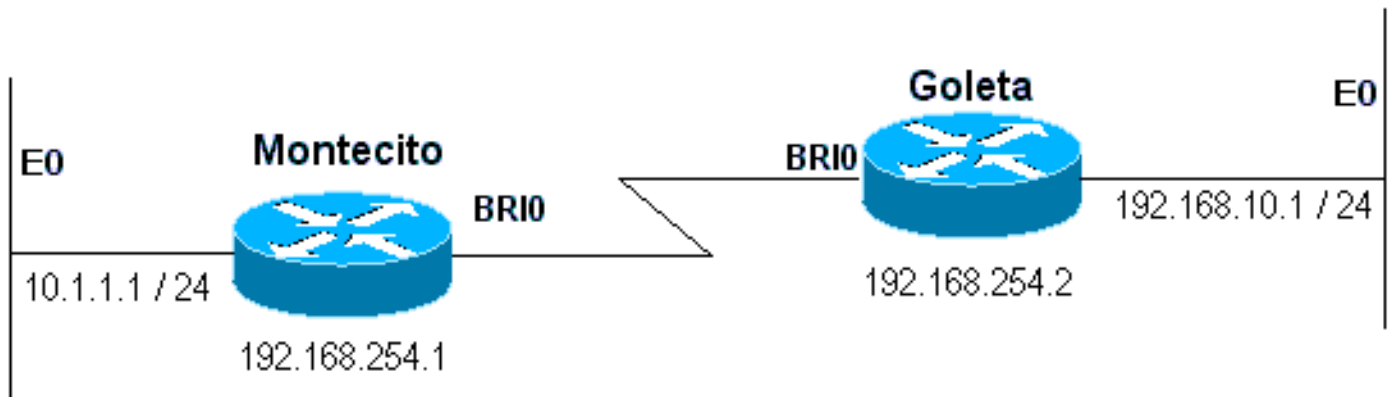 E0
Montecito
BRI0
10.1.1.1 / 24
192.168.254.1
Goleta
BRI0
E0
192.168.10.1 / 24
192.168.254.2